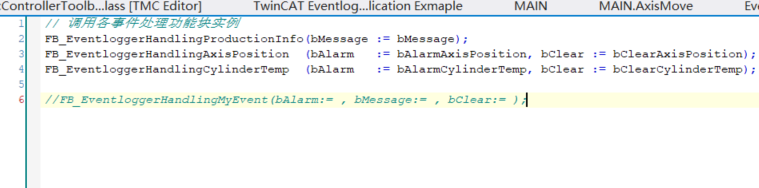 :ControllerToolb...lass [TMC Editor] TwinCAT Eventlog...lication Exmaple MAIN MAIN.AxisMove Eve
1 // 调用各事件处理功能块实例
2 FB_EventloggerHandlingProductionInfo(bMessage := bMessage);
3 FB_EventloggerHandlingAxisPosition (bAlarm := bAlarmAxisPosition, bClear := bClearAxisPosition);
4 FB_EventloggerHandlingCylinderTemp (bAlarm := bAlarmCylinderTemp, bClear := bClearCylinderTemp);
5
6 //FB_EventloggerHandlingMyEvent(bAlarm:= , bMessage:= , bClear:= );